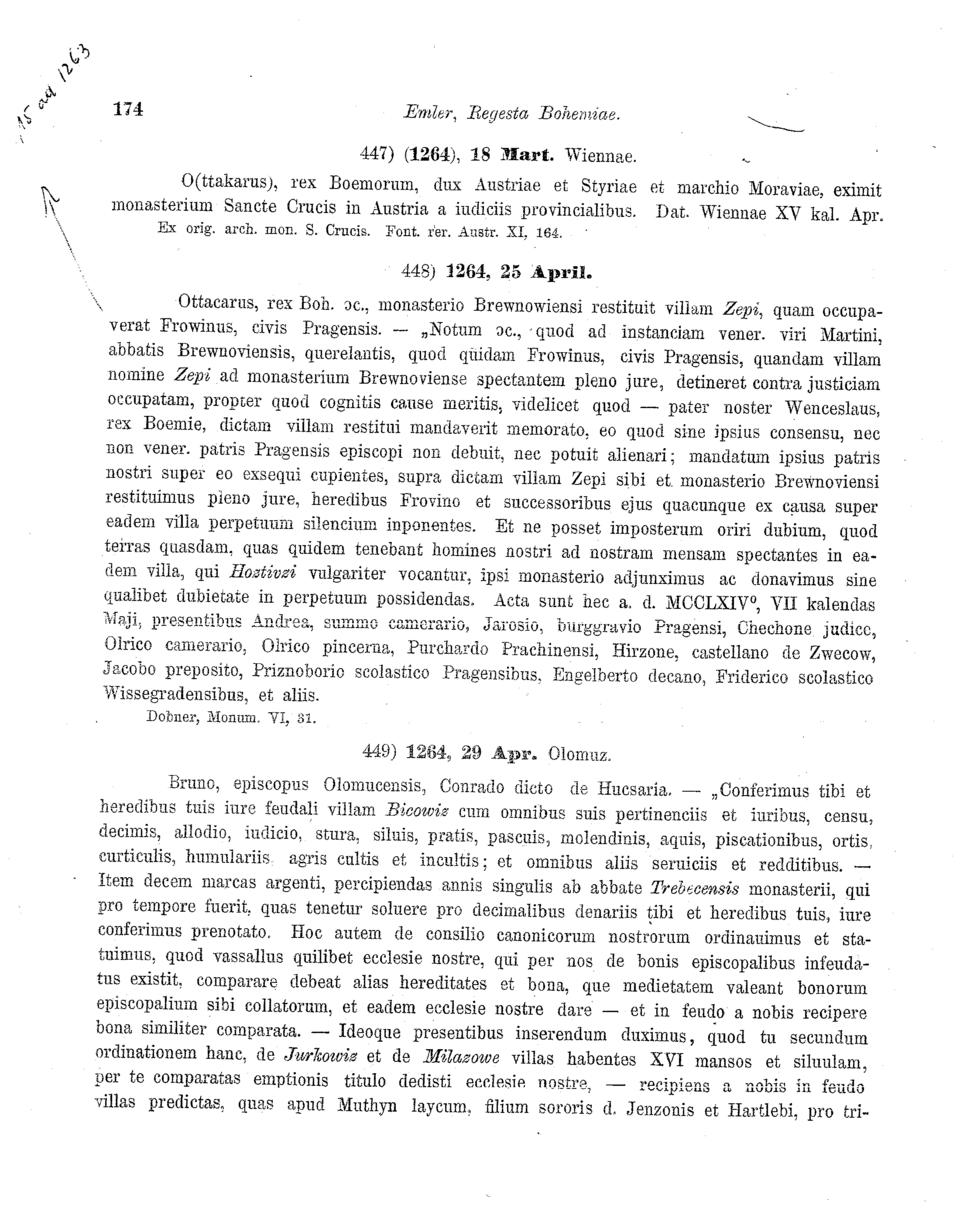 15 ad 1263
174 Emler, Regesta Bohemiae.
447) (1264), 18 Mart. Wiennae.
O(ttakarus), rex Boemorum, dux Austriae et Styriae et marchio Moraviae, eximit
monasterium Sancte Crucis in Austria a iudiciis provincialibus. Dat. Wiennae XV kal. Apr.
Ex orig. arch. mon. S. Crucis. Font. rer. Austr. XI, 164.
448) 1264, 25 April.
Ottacarus, rex Boh. ɔc., monasterio Brewnowiensi restituit villam Zepi, quam occupa-
verat Frowinus, civis Pragensis. — „Notum ɔc., quod ad instanciam vener. viri Martini,
abbatis Brewnoviensis, querelantis, quod quidam Frowinus, civis Pragensis, quandam villam
nomine Zepi ad monasterium Brewnoviense spectantem pleno jure, detineret contra justiciam
occupatam, propter quod cognitis cause meritis, videlicet quod — pater noster Wenceslaus,
rex Boemie, dictam villam restitui mandaverit memorato, eo quod sine ipsius consensu, nec
non vener. patris Pragensis episcopi non debuit, nec potuit alienari; mandatum ipsius patris
nostri super eo exsequi cupientes, supra dictam villam Zepi sibi et monasterio Brewnoviensi
restituimus pleno jure, heredibus Frovino et successoribus ejus quacunque ex causa super
eadem villa perpetuum silencium inponentes. Et ne posset imposterum oriri dubium, quod
terras quasdam, quas quidem tenebant homines nostri ad nostram mensam spectantes in ea-
dem villa, qui Hoztivzi vulgariter vocantur, ipsi monasterio adjunximus ac donavimus sine
qualibet dubietate in perpetuum possidendas. Acta sunt hec a. d. MCCLXIVº, VII kalendas
Maji, presentibus Andrea, summo camerario, Jarosio, burggravio Pragensi, Chechone judice,
Olrico camerario, Olrico pincerna, Purchardo Prachinensi, Hirzone, castellano de Zwecow,
Jacobo preposito, Priznoborio scolastico Pragensibus, Engelberto decano, Friderico scolastico
Wissegradensibus, et aliis.
Dobner, Monum. VI, 31.
449) 1264, 29 Apr. Olomuz.
Bruno, episcopus Olomucensis, Conrado dicto de Hucsaria. — „Conferimus tibi et
heredibus tuis iure feudali villam Bicowiz cum omnibus suis pertinenciis et iuribus, censu,
decimis, allodio, iudicio, stura, siluis, pratis, pascuis, molendinis, aquis, piscationibus, ortis,
curticulis, humulariis agris cultis et incultis; et omnibus aliis seruiciis et redditibus. —
Item decem marcas argenti, percipiendas annis singulis ab abbate Trebecensis monasterii, qui
pro tempore fuerit, quas tenetur soluere pro decimalibus denariis tibi et heredibus tuis, iure
conferimus prenotato. Hoc autem de consilio canonicorum nostrorum ordinauimus et sta-
tuimus, quod vassallus quilibet ecclesie nostre, qui per nos de bonis episcopalibus infeuda-
tus existit, comparare debeat alias hereditates et bona, que medietatem valeant bonorum
episcopalium sibi collatorum, et eadem ecclesie nostre dare — et in feudo a nobis recipere
bona similiter comparata. — Ideoque presentibus inserendum duximus, quod tu secundum
ordinationem hanc, de Jurkowiz et de Milazowe villas habentes XVI mansos et siluulam,
per te comparatas emptionis titulo dedisti ecclesie nostre, — recipiens a nobis in feudo
villas predictas, quas apud Muthyn laycum, filium sororis d. Jenzonis et Hartlebi, pro tri-